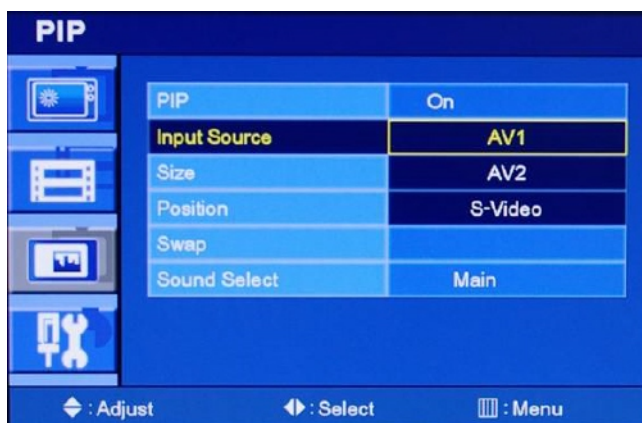 PIP
PIP On
Input Source AV1
Size AV2
Position S-Video
Swap
Sound Select Main
: Adjust : Select : Menu